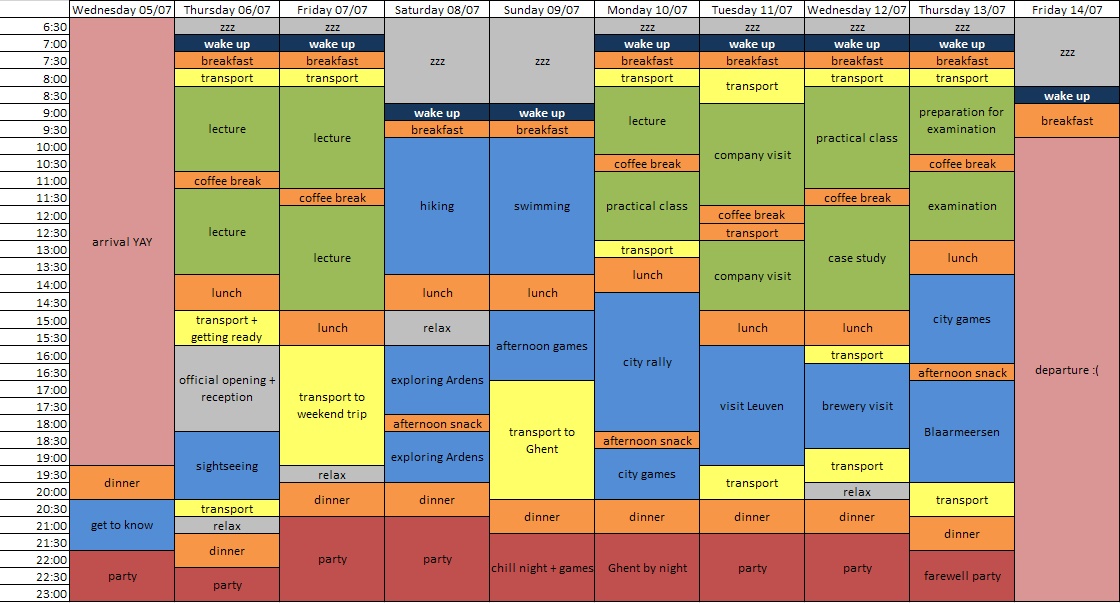 Wednesday 05/07 Thursday 06/07 Friday 07/07 Saturday 08/07 Sunday 09/07 Monday 10/07 Tuesday 11/07 Wednesday 12/07 Thursday 13/07 Friday 14/07
6:30
7:00
7:30
8:00
8:30
9:00
9:30
10:00
10:30
11:00
11:30
12:00
12:30
13:00
13:30
14:00
14:30
15:00
15:30
16:00
16:30
17:00
17:30
18:00
18:30
19:00
19:30
20:00
20:30
21:00
21:30
22:00
22:30
23:00
arrival YAY
dinner
get to know
party
zzz
wake up
breakfast
transport
lecture
coffee break
lecture
lunch
transport +
getting ready
official opening +
reception
sightseeing
transport
relax
dinner
party
zzz
wake up
breakfast
transport
lecture
coffee break
lecture
lunch
transport to
weekend trip
relax
dinner
party
zzz
wake up
breakfast
hiking
lunch
relax
exploring Ardens
afternoon snack
exploring Ardens
dinner
party
zzz
wake up
breakfast
swimming
lunch
afternoon games
transport to
Ghent
dinner
chill night + games
zzz
wake up
breakfast
transport
lecture
coffee break
practical class
transport
lunch
city rally
afternoon snack
city games
dinner
Ghent by night
zzz
wake up
breakfast
transport
company visit
coffee break
transport
company visit
lunch
visit Leuven
transport
dinner
party
zzz
wake up
breakfast
transport
practical class
coffee break
case study
lunch
transport
brewery visit
transport
relax
dinner
party
zzz
wake up
breakfast
transport
preparation for
examination
coffee break
examination
lunch
city games
afternoon snack
Blaarmeersen
transport
dinner
farewell party
zzz
wake up
breakfast
departure :(